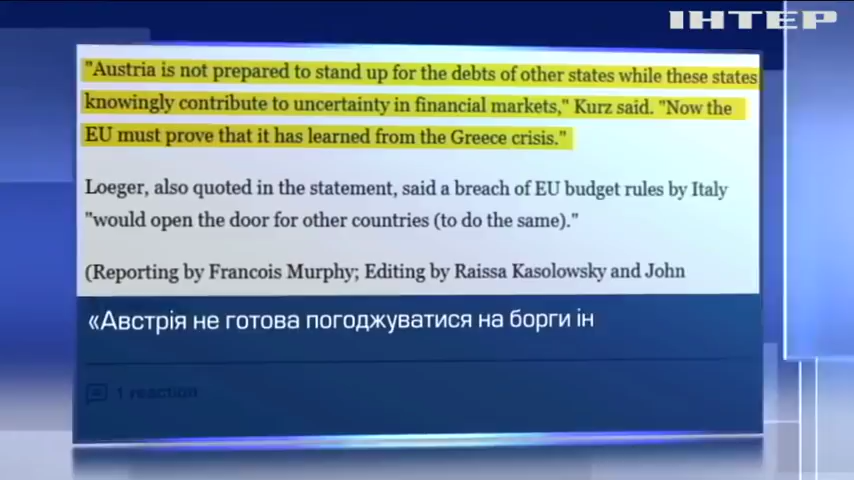 ІНТЕР
"Austria is not prepared to stand up for the debts of other states while these states
knowingly contribute to uncertainty in financial markets," Kurz said. "Now the
EU must prove that it has learned from the Greece crisis."
Loeger, also quoted in the statement, said a breach of EU budget rules by Italy
"would open the door for other countries (to do the same)."
(Reporting by Francois Murphy; Editing by Raissa Kasolowsky and John
«Австрія не готова погоджуватися на борги ін
1 reaction